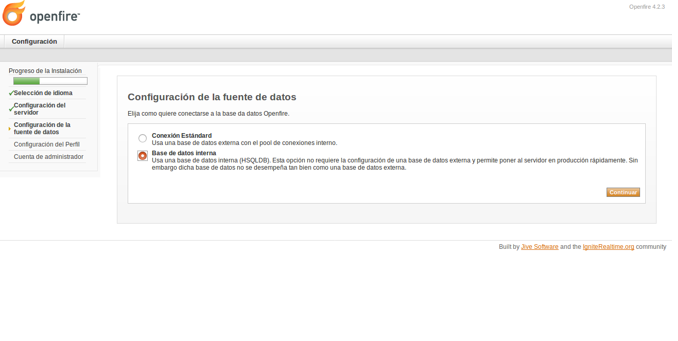 openfire
Openfire 4.2.3
Configuración
Progreso de la Instalación
Selección de idioma
Configuración del
servidor
Configuración de la
fuente de datos
Configuración del Perfil
Cuenta de administrador
Configuración de la fuente de datos
Elija como quiere conectarse a la base da datos Openfire.
Conexión Estándard
Usa una base de datos externa con el pool de conexiones interno.
Base de datos interna
Usa una base de datos interna (HSQLDB). Esta opción no requiere la configuración de una base de datos externa y permite poner al servidor en producción rápidamente. Sin
embargo dicha base de datos no se desempeña tan bien como una base de datos externa.
Continuar
Built by Jive Software and the IgniteRealtime.org community